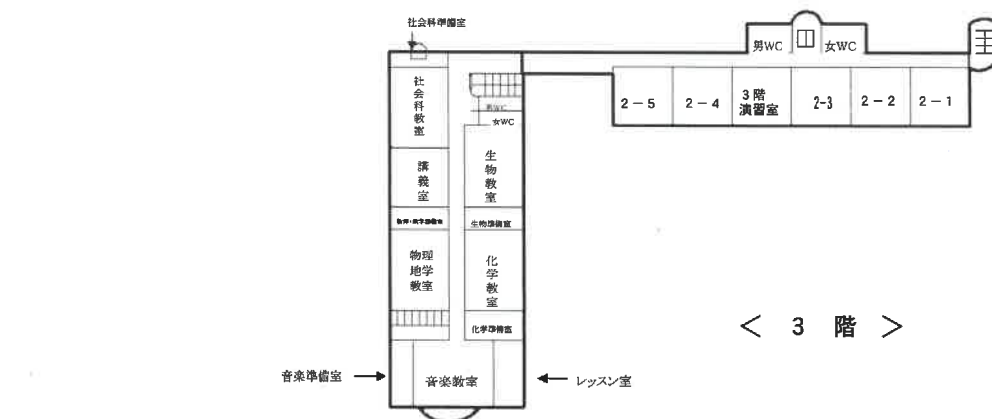 社会科準備室
男WC
女WC
社会科教室
2－5
2－4
3階
演習室
2-3
2－2
2－1
男WC
女WC
生物教室
講義室
生物準備室
物理
地学
教室
化学教室
化学準備室
＜ 3 階 ＞
音楽準備室
音楽教室
レッスン室